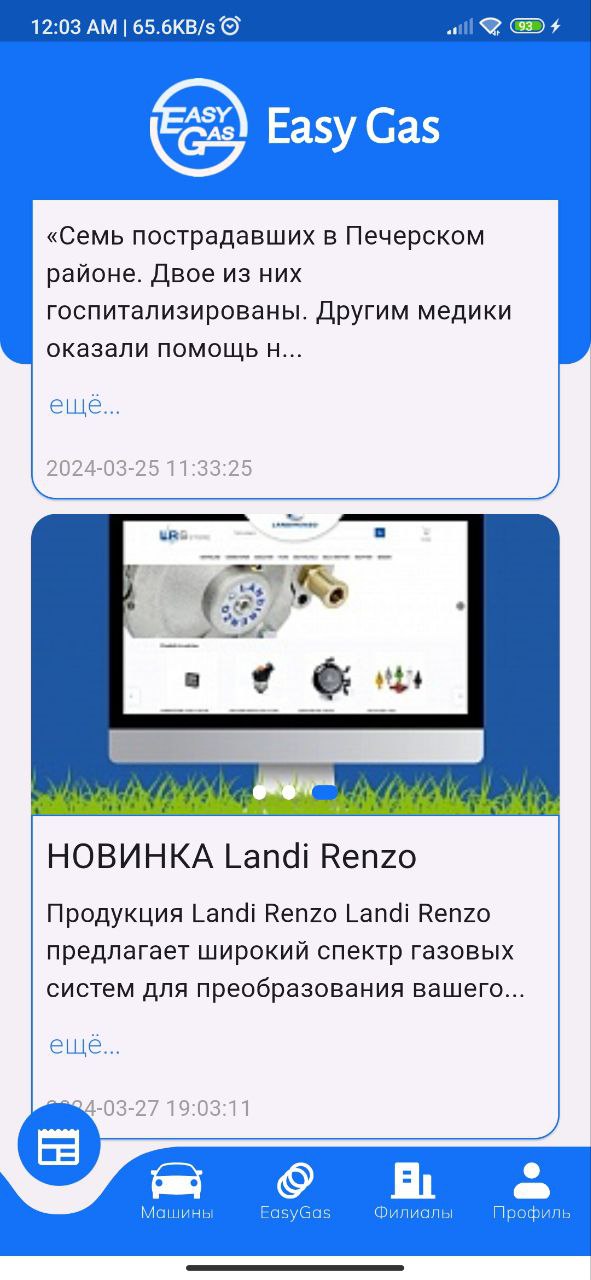 12:03 AM | 65.6KB/s
93
EASY
GAS
Easy Gas
«Семь пострадавших в Печерском
районе. Двое из них
госпитализированы. Другим медики
оказали помощь н...
ещё...
2024-03-25 11:33:25
LANDIRENZO
НОВИНКА Landi Renzo
Продукция Landi Renzo Landi Renzo
предлагает широкий спектр газовых
систем для преобразования вашего...
ещё...
4-03-27 19:03:11
Машины
EasyGas
Филиалы
Профиль